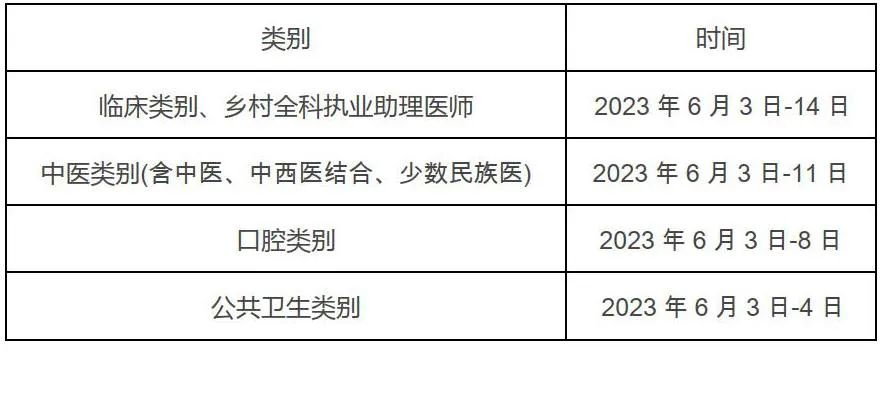 类别 时间
临床类别、乡村全科执业助理医师 2023 年 6 月 3 日-14 日
中医类别(含中医、中西医结合、少数民族医) 2023 年 6 月 3 日-11 日
口腔类别 2023 年 6 月 3 日-8 日
公共卫生类别 2023 年 6 月 3 日-4 日